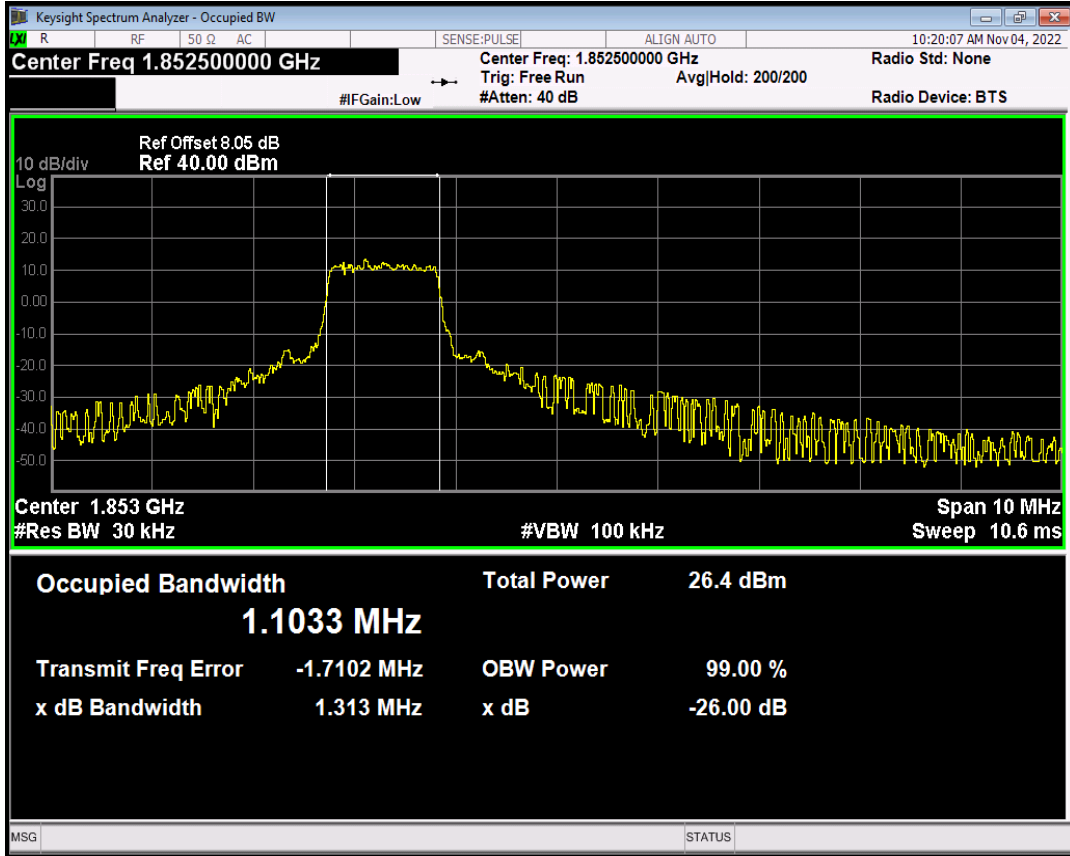 Keysight Spectrum Analyzer - Occupied BW
LXI R RF 50 Ω AC SENSE:PULSE ALIGN AUTO 10:20:07 AM Nov 04, 2022
Center Freq 1.852500000 GHz
Center Freq: 1.852500000 GHz
Radio Std: None
Trig: Free Run Avg|Hold: 200/200
#IFGain:Low
#Atten: 40 dB
Radio Device: BTS
Ref Offset 8.05 dB
10 dB/div Ref 40.00 dBm
Log
30.0
20.0
10.0
0.00
-10.0
-20.0
-30.0
-40.0
-50.0
Center 1.853 GHz Span 10 MHz
#Res BW 30 kHz #VBW 100 kHz Sweep 10.6 ms
Occupied Bandwidth Total Power 26.4 dBm
1.1033 MHz
Transmit Freq Error -1.7102 MHz OBW Power 99.00 %
x dB Bandwidth 1.313 MHz x dB -26.00 dB
MSG STATUS